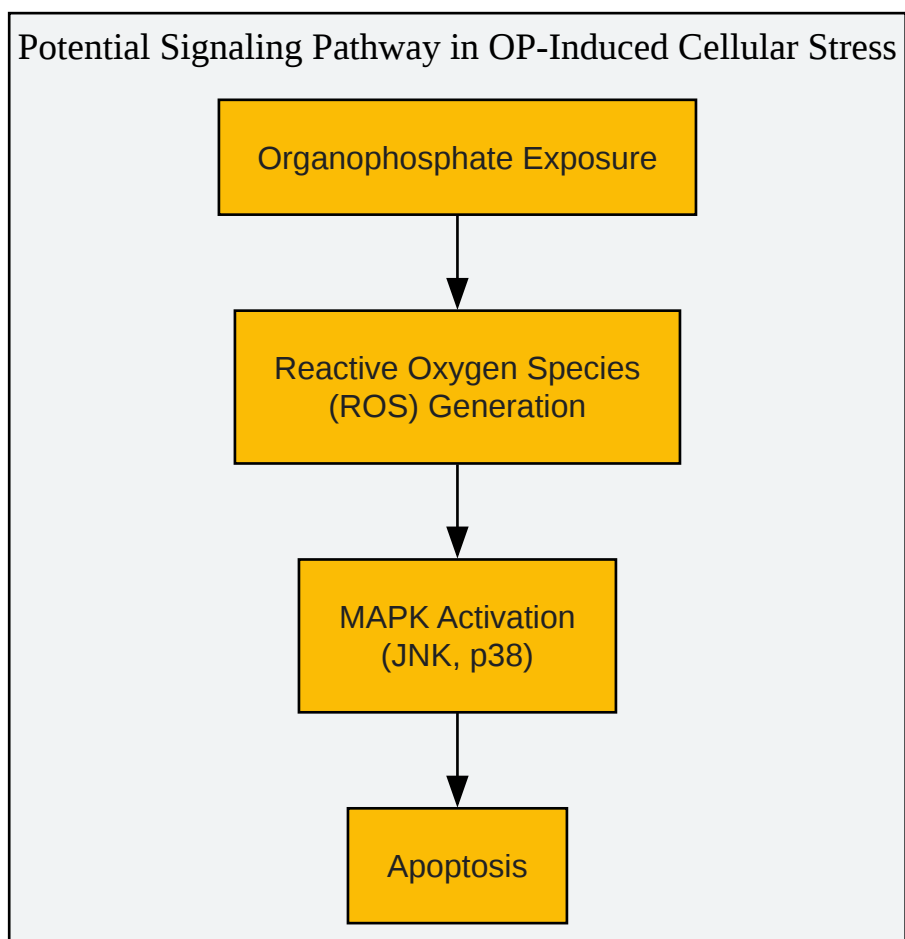 Potential Signaling Pathway in OP-Induced Cellular Stress
Organophosphate Exposure
Reactive Oxygen Species
(ROS) Generation
MAPK Activation
(JNK, p38)
Apoptosis